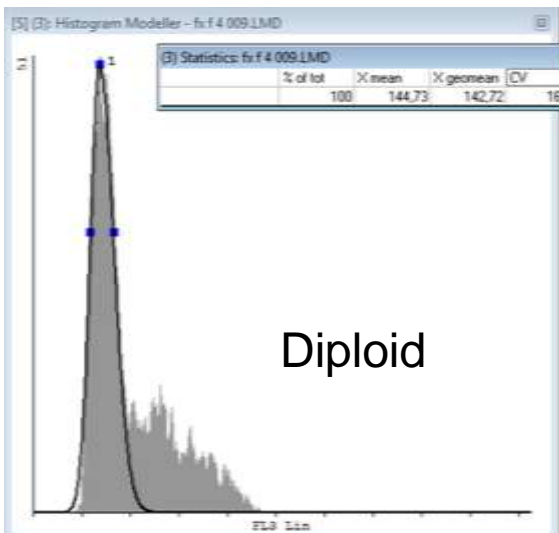 [5] (3): Histogram Modeller - fx.f 4 009.LMD
(3) Statistics: fx.f 4 009.LMD
% of tot X mean X geomean CV
100 144,73 142,72 16
1
Diploid
FL3 Lin